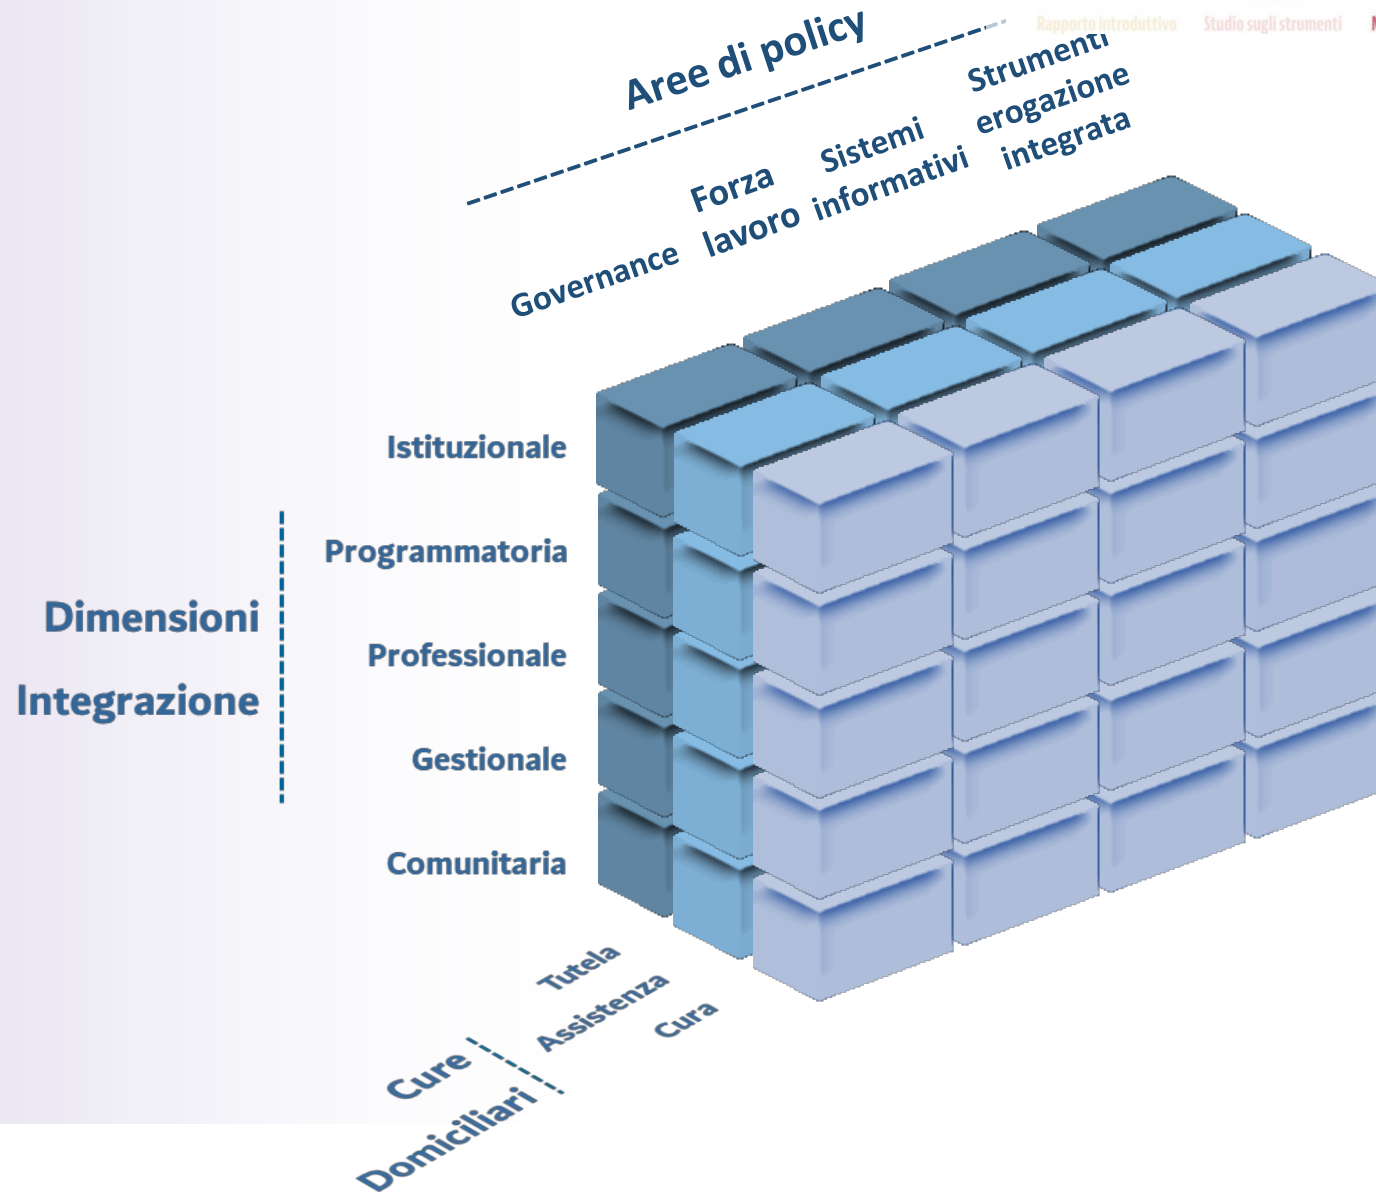 Rapporto introduttivo
Studio sugli strumenti
Aree di policy
Governance
Forza
lavoro
Sistemi
informativi
Strumenti
erogazione
integrata
Dimensioni
Integrazione
Istituzionale
Programmatoria
Professionale
Gestionale
Comunitaria
Tutela
Assistenza
Cura
Cure
Domiciliari